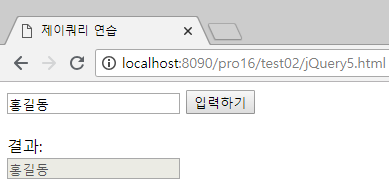 제이쿼리 연습
localhost:8090/pro16/test02/jQuery5.html
홍길동 입력하기
결과:
홍길동